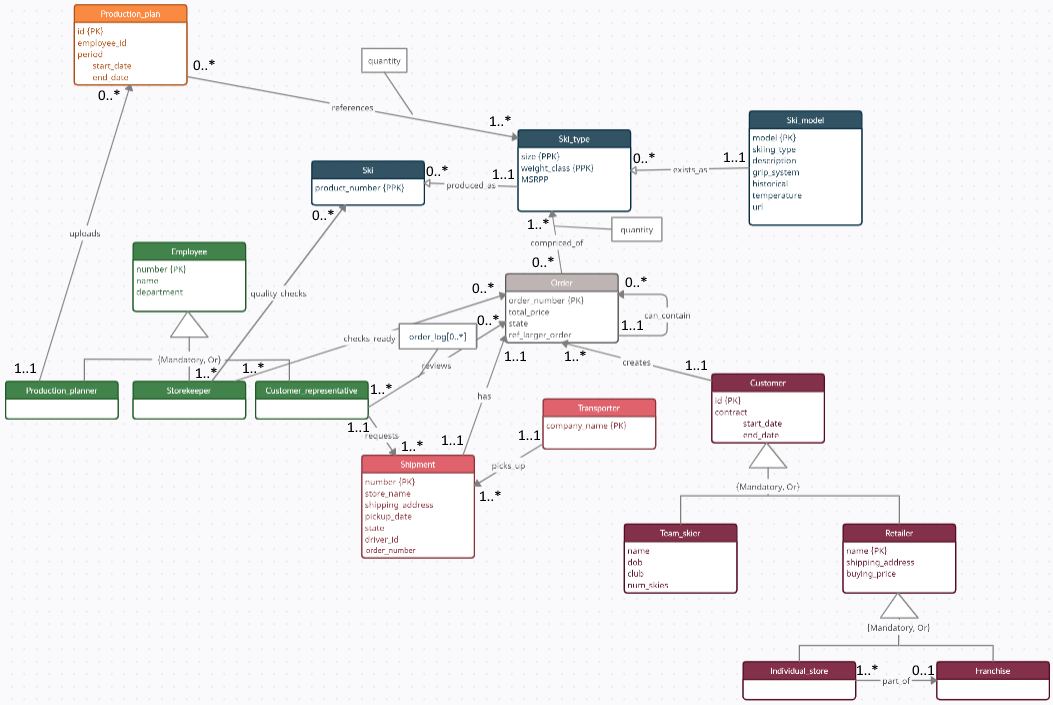 Production_plan
id {PK}
employee_id
period
start_date
end_date
0..*
0..*
quantity
references
1..*
Ski_type
size {PPK}
weight_class {PPK}
MSRPP
Ski_model
model {PK}
skiing_type
description
grip_system
historical
temperature
url
0..*
1..1
exists_as
Ski
product_number {PPK}
0..*
1..1
produced_as
0..*
1..*
quantity
compriced_of
0..*
uploads
Employee
number {PK}
name
department
quality_checks
Order
order_number {PK}
total_price
state
ref_larger_order
0..*
can_contain
1..1
0..*
0..*
order_log[0..*]
checks_ready
reviews
{Mandatory, Or}
1..1
1..*
1..*
Production_planner
Storekeeper
Customer_representative
1..*
1..1
1..*
creates
1..1
Customer
id {PK}
contract
start_date
end_date
has
Transporter
company_name {PK}
1..1
requests
1..*
1..1
1..1
picks_up
1..*
Shipment
number {PK}
store_name
shipping_address
pickup_date
state
driver_id
order_number
{Mandatory, Or}
Team_skier
name
dob
club
num_skies
Retailer
name {PK}
shipping_address
buying_price
{Mandatory, Or}
Individual_store
1..*
0..1
part_of
Franchise